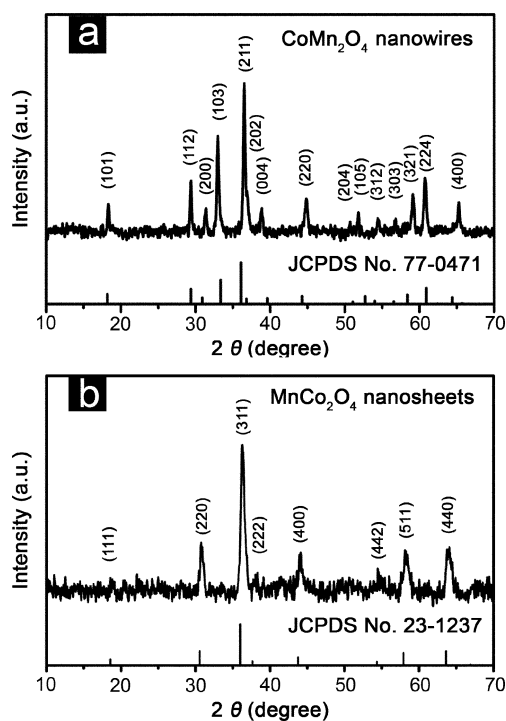 a
CoMn₂O₄ nanowires
Intensity (a.u.)
(101)
(112)
(200)
(103)
(211)
(202)
(004)
(220)
(204)
(105)
(312)
(303)
(321)
(224)
(400)
JCPDS No. 77-0471
10 20 30 40 50 60 70
2 θ (degree)
b
MnCo₂O₄ nanosheets
Intensity (a.u.)
(111)
(220)
(311)
(222)
(400)
(442)
(511)
(440)
JCPDS No. 23-1237
10 20 30 40 50 60 70
2 θ (degree)